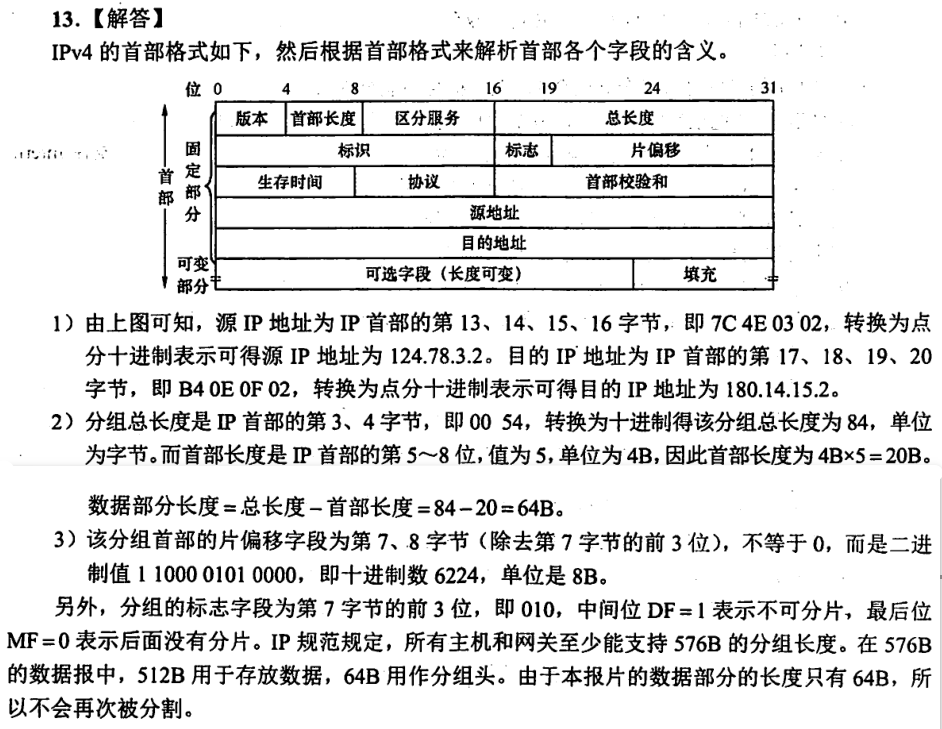 13.【解答】
IPv4 的首部格式如下，然后根据首部格式来解析首部各个字段的含义。
位 0 4 8 16 19 24 31
版本 首部长度 区分服务 总长度
标识 标志 片偏移
生存时间 协议 首部校验和
源地址
目的地址
可选字段（长度可变） 填充
首部
固定部分
可变部分
1）由上图可知，源 IP 地址为 IP 首部的第 13、14、15、16 字节，即 7C 4E 03 02，转换为点
分十进制表示可得源 IP 地址为 124.78.3.2。目的 IP 地址为 IP 首部的第 17、18、19、20
字节，即 B4 0E 0F 02，转换为点分十进制表示可得目的 IP 地址为 180.14.15.2。
2）分组总长度是 IP 首部的第 3、4 字节，即 00 54，转换为十进制得该分组总长度为 84，单位
为字节。而首部长度是 IP 首部的第 5～8 位，值为 5，单位为 4B，因此首部长度为 4B×5＝20B。
数据部分长度＝总长度－首部长度＝84－20＝64B。
3）该分组首部的片偏移字段为第 7、8 字节（除去第 7 字节的前 3 位），不等于 0，而是二进
制值 1 1000 0101 0000，即十进制数 6224，单位是 8B。
另外，分组的标志字段为第 7 字节的前 3 位，即 010，中间位 DF＝1 表示不可分片，最后位
MF＝0 表示后面没有分片。IP 规范规定，所有主机和网关至少能支持 576B 的分组长度。在 576B
的数据报中，512B 用于存放数据，64B 用作分组头。由于本报片的数据部分的长度只有 64B，所
以不会再次被分割。